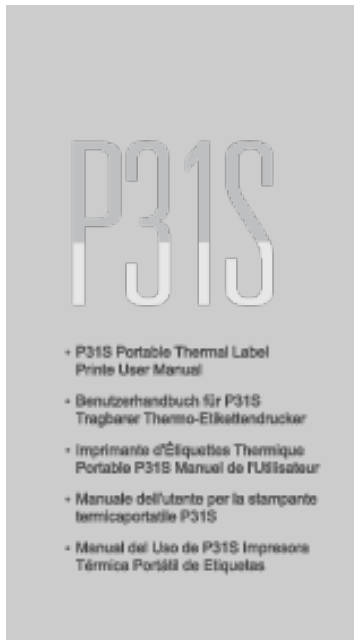 P31S
• P31S Portable Thermal Label
Printe User Manual
• Benutzerhandbuch für P31S
Tragbarer Thermo-Etikettendrucker
• Imprimante d'Étiquettes Thermique
Portable P31S Manuel de l'Utilisateur
• Manuale dell'utente per la stampante
termicaportatile P31S
• Manual del Uso de P31S Impresora
Térmica Portátil de Etiquetas